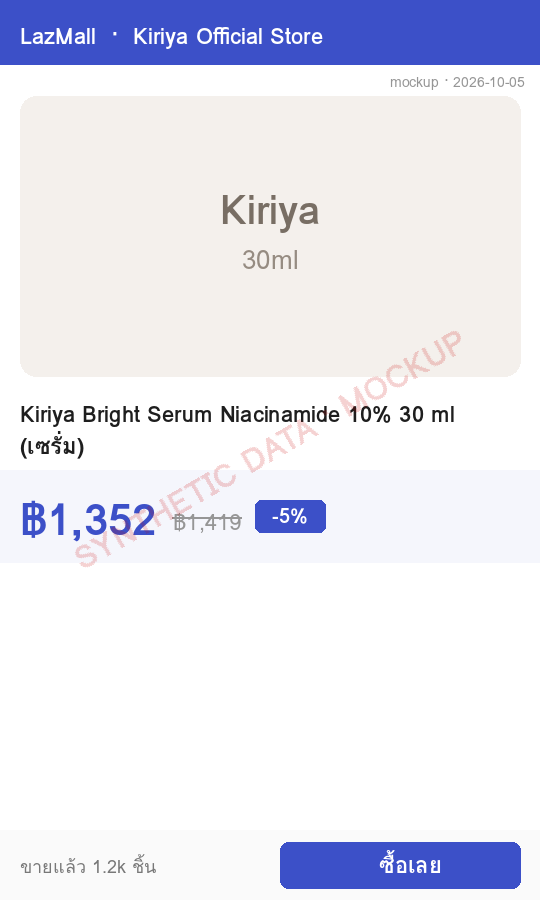 LazMall · Kiriya Official Store
mockup · 2026-10-05
Kiriya
30ml
Kiriya Bright Serum Niacinamide 10% 30 ml
(เซรั่ม)
฿1,352 ฿1,419 -5%
SYNTHETIC DATA · MOCKUP
ขายแล้ว 1.2k ชิ้น
ซื้อเลย